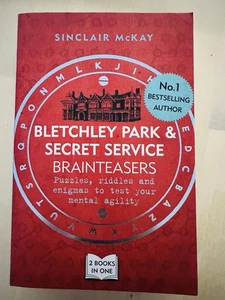 SINCLAIR McKAY
No.1
BESTSELLING
AUTHOR
BLETCHLEY PARK &
SECRET SERVICE
BRAINTEASERS
Puzzles, riddles and
enigmas to test your
mental agility
2 BOOKS
IN ONE